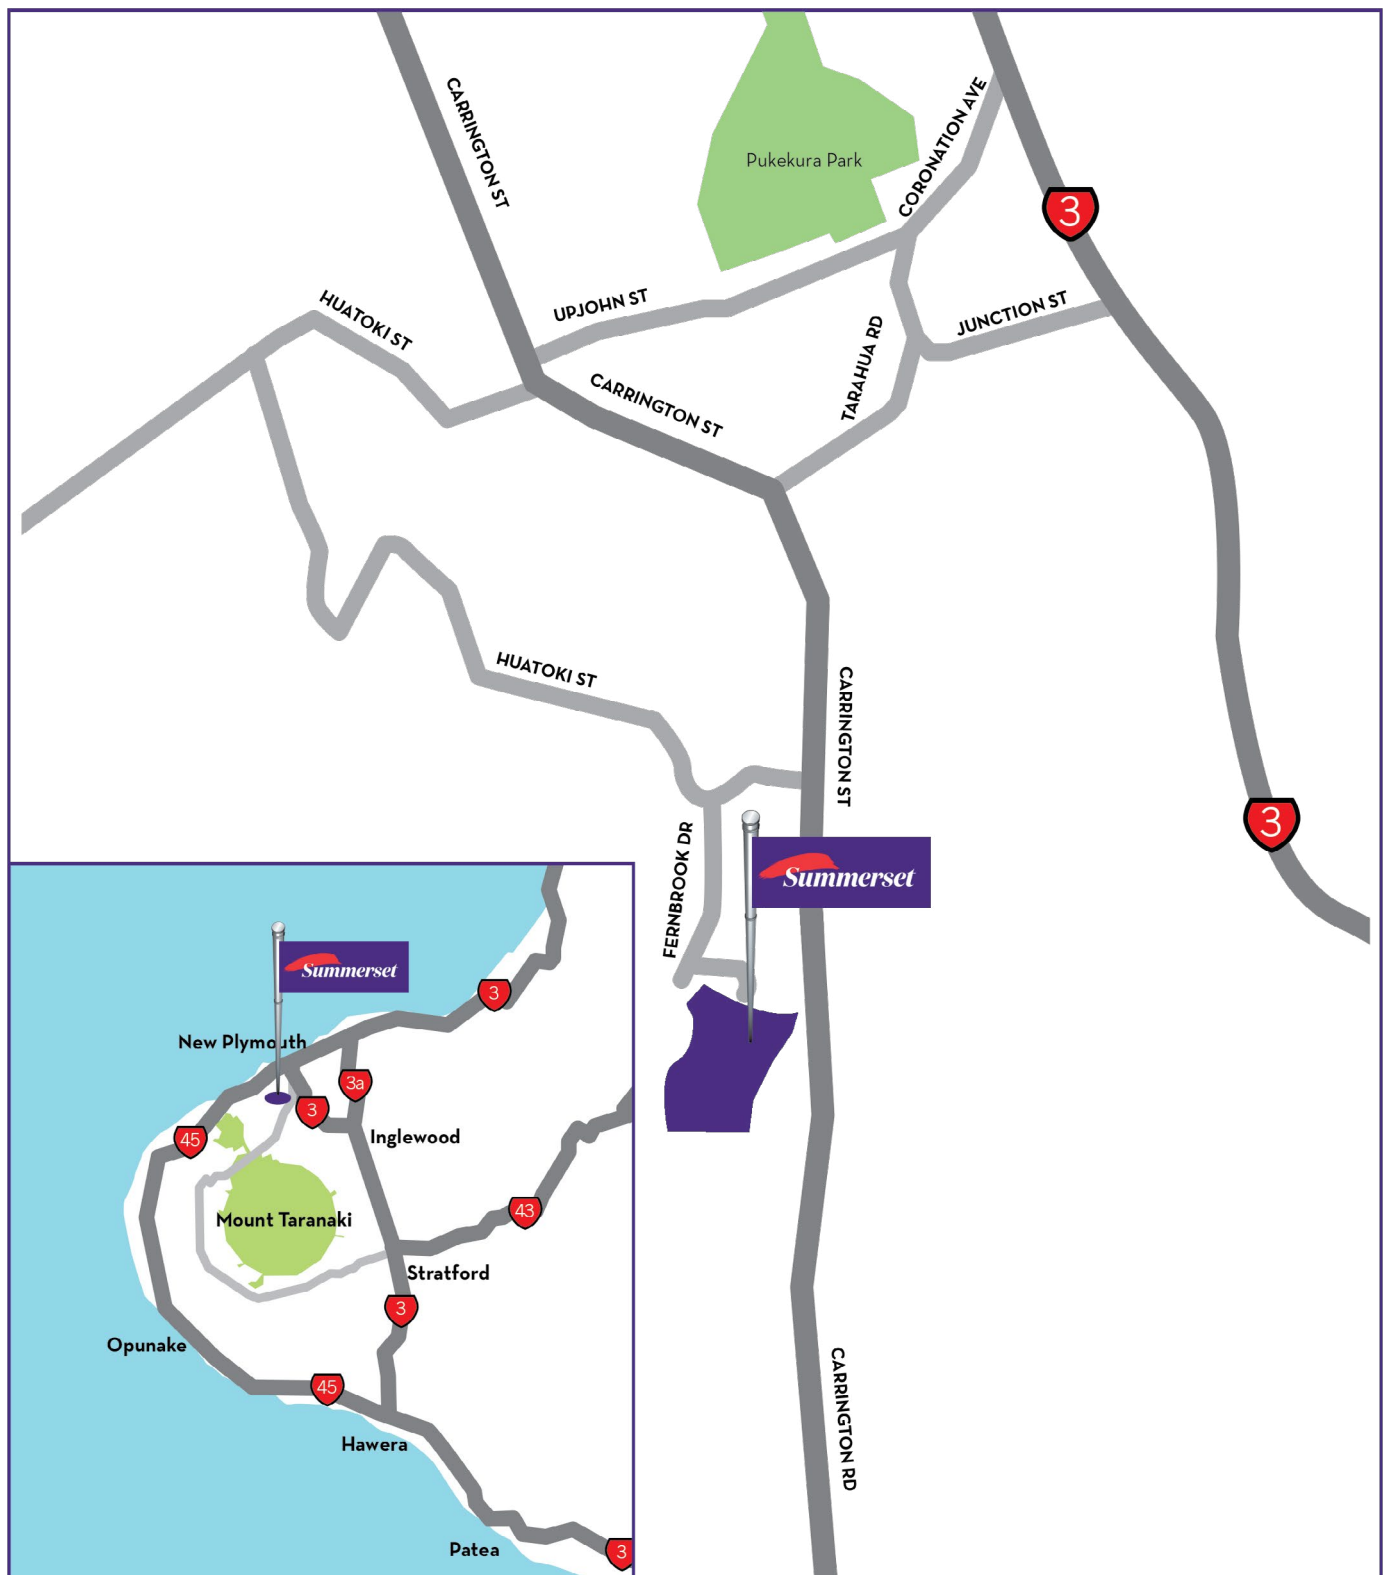 CARRINGTON ST
Pukekura Park
CORONATION AVE
3
HUATOKI ST
UPJOHN ST
JUNCTION ST
TARAHUA RD
CARRINGTON ST
HUATOKI ST
CARRINGTON ST
3
FERNBROOK DR
Summerset
CARRINGTON RD
Summerset
3
New Plymouth
3a
3
45
Inglewood
43
Mount Taranaki
Stratford
3
Opunake
45
Hawera
Patea
3